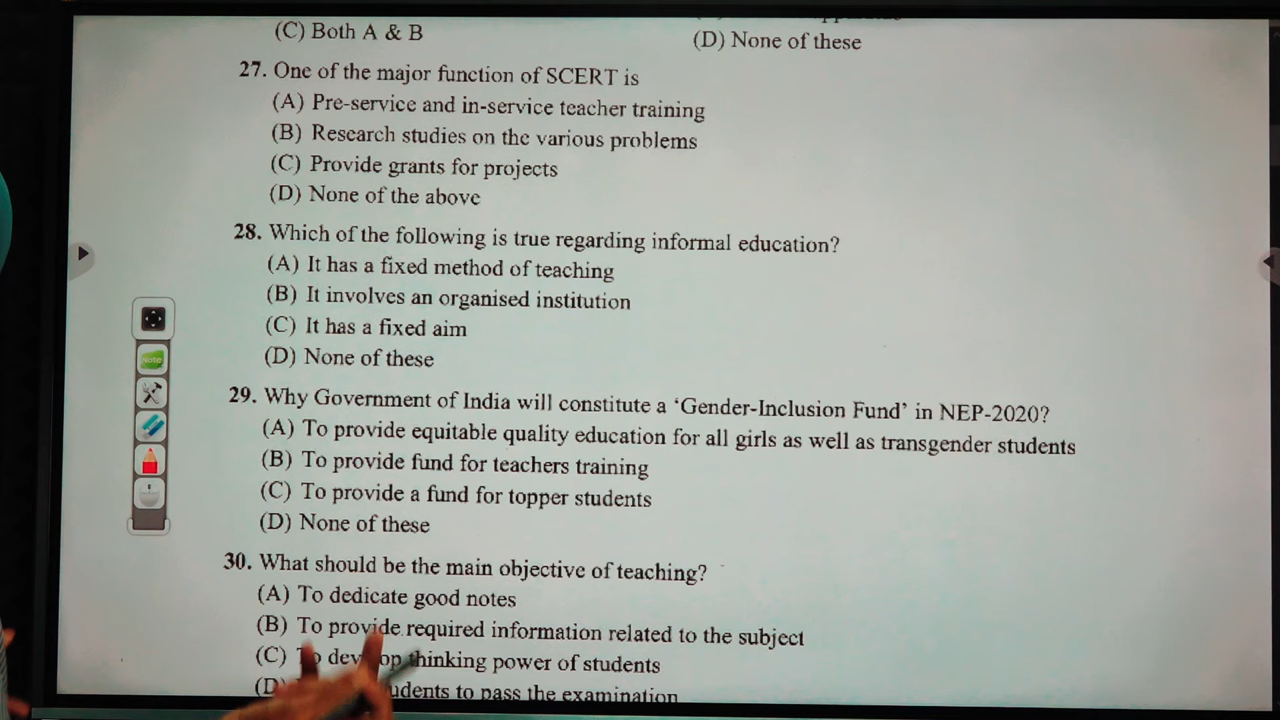 (C) Both A & B
(D) None of these
27. One of the major function of SCERT is
(A) Pre-service and in-service teacher training
(B) Research studies on the various problems
(C) Provide grants for projects
(D) None of the above
28. Which of the following is true regarding informal education?
(A) It has a fixed method of teaching
(B) It involves an organised institution
(C) It has a fixed aim
(D) None of these
29. Why Government of India will constitute a ‘Gender-Inclusion Fund’ in NEP-2020?
(A) To provide equitable quality education for all girls as well as transgender students
(B) To provide fund for teachers training
(C) To provide a fund for topper students
(D) None of these
Note
30. What should be the main objective of teaching?
(A) To dedicate good notes
(B) To provide required information related to the subject
(C) thinking power of students
(D) to pass the examination